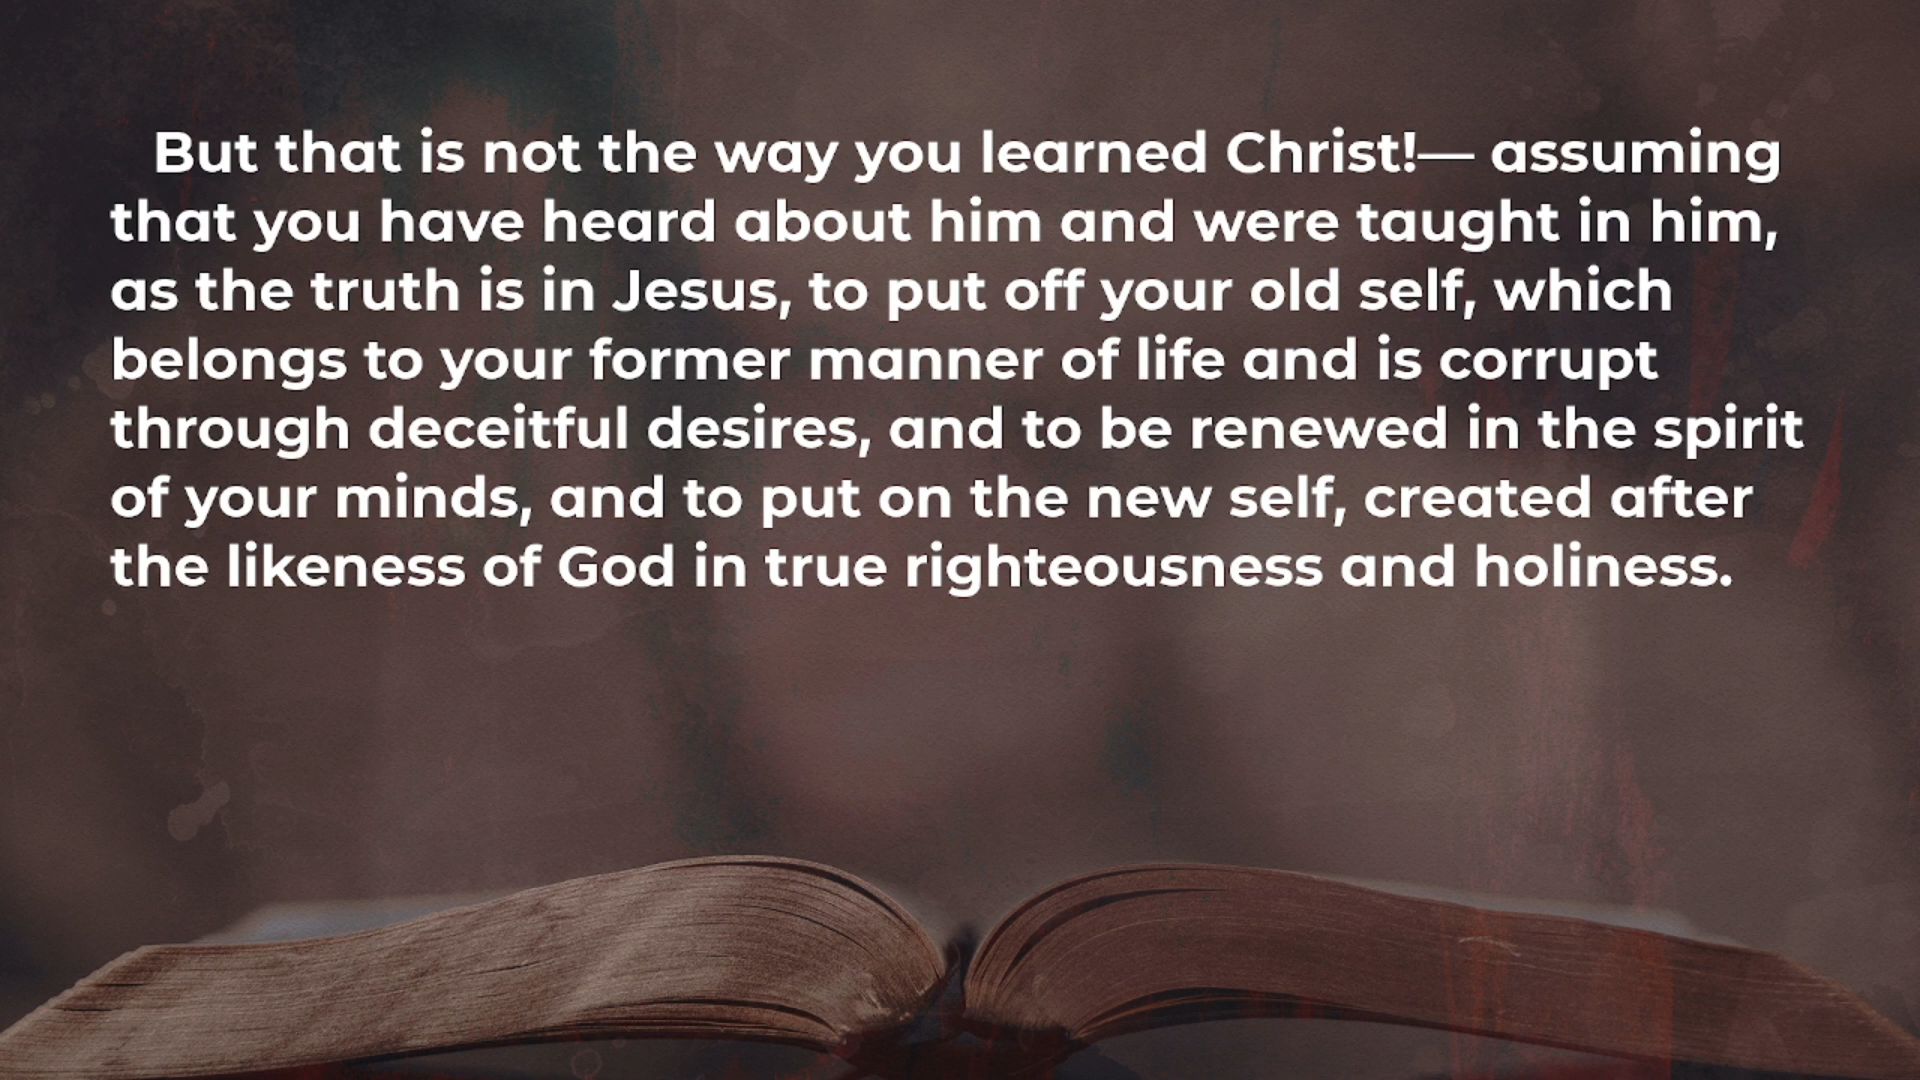 But that is not the way you learned Christ!— assuming
that you have heard about him and were taught in him,
as the truth is in Jesus, to put off your old self, which
belongs to your former manner of life and is corrupt
through deceitful desires, and to be renewed in the spirit
of your minds, and to put on the new self, created after
the likeness of God in true righteousness and holiness.